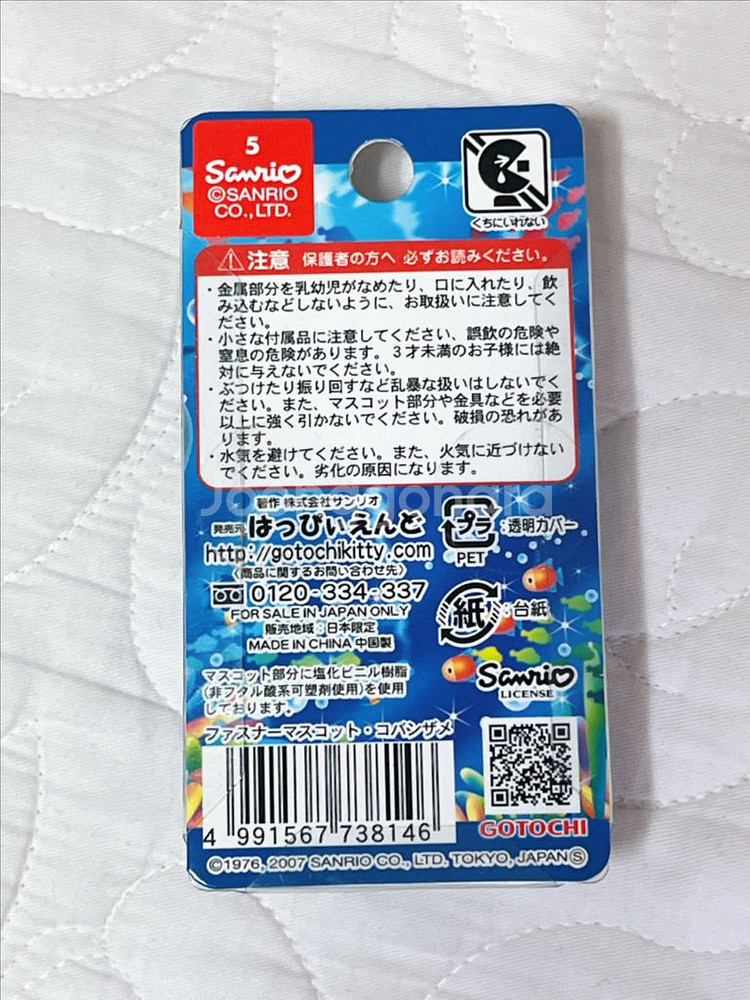 5
Sanrio
©SANRIO
CO.,LTD.
くちにいれない
注意 保護者の方へ 必ずお読みください。
・金属部分を乳幼児がなめたり、口に入れたり、飲
み込むなどしないように、お取扱いに注意してく
ださい。
・小さな付属品に注意してください、誤飲の危険や
窒息の危険があります。3才未満のお子様には絶
対に与えないでください。
・ぶつけたり振り回すなど乱暴な扱いはしないでく
ださい。また、マスコット部分や金具などを必要
以上に強く引かないでください。破損の恐れがあ
ります。
・水気を避けてください。また、火気に近づけない
でください。劣化の原因になります。
Joonggonara
著作 株式会社サンリオ
発売元 はっぴぃえんど
http://gotochikitty.com
〈商品に関するお問い合わせ先〉
0120-334-337
FOR SALE IN JAPAN ONLY
販売地域:日本限定
MADE IN CHINA 中国製
プラ:透明カバー
PET
紙:台紙
Sanrio
LICENSE
マスコット部分に塩化ビニル樹脂
(非フタル酸系可塑剤使用)を使用
しております。
ファスナーマスコット・コバンザメ
4 991567 738146
GOTOCHI
©1976, 2007 SANRIO CO., LTD. TOKYO, JAPAN Ⓢ